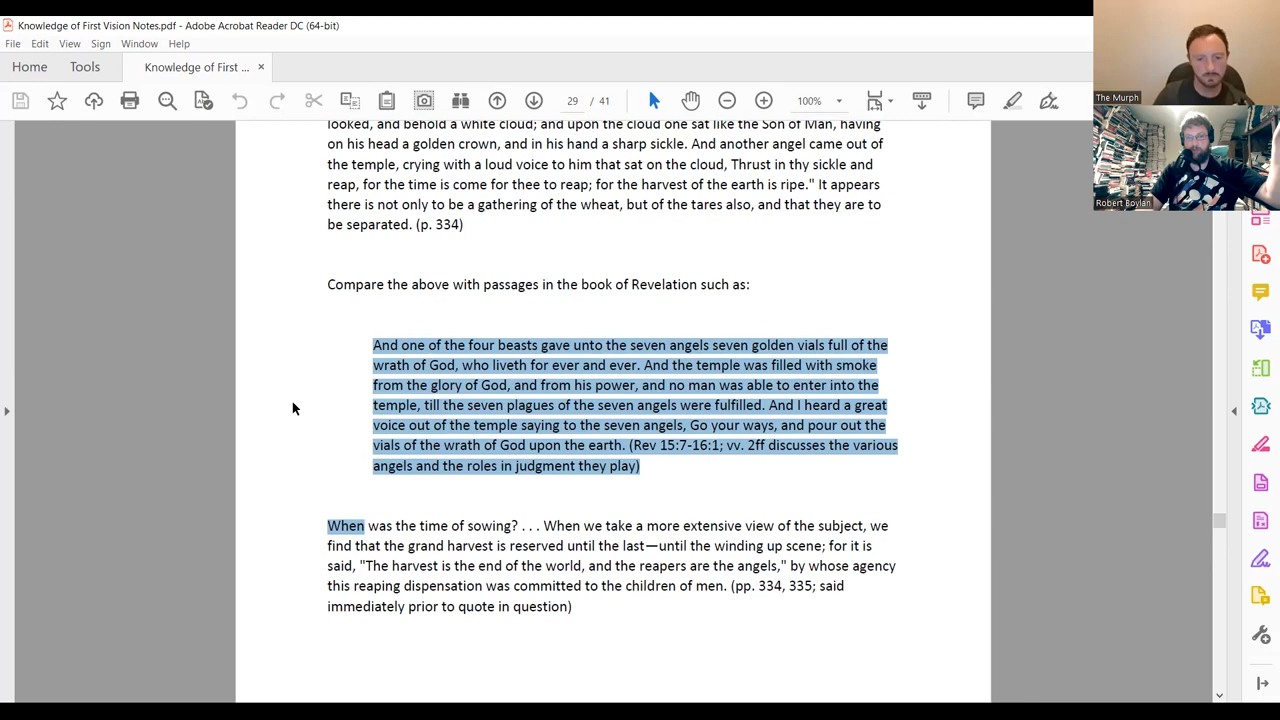 Knowledge of First Vision Notes.pdf - Adobe Acrobat Reader DC (64-bit)
File Edit View Sign Window Help
Home Tools Knowledge of First ... ×
29 / 41 100%
looked, and behold a white cloud; and upon the cloud one sat like the Son of Man, having
on his head a golden crown, and in his hand a sharp sickle. And another angel came out of
the temple, crying with a loud voice to him that sat on the cloud, Thrust in thy sickle and
reap, for the time is come for thee to reap; for the harvest of the earth is ripe." It appears
there is not only to be a gathering of the wheat, but of the tares also, and that they are to
be separated. (p. 334)
Compare the above with passages in the book of Revelation such as:
And one of the four beasts gave unto the seven angels seven golden vials full of the
wrath of God, who liveth for ever and ever. And the temple was filled with smoke
from the glory of God, and from his power, and no man was able to enter into the
temple, till the seven plagues of the seven angels were fulfilled. And I heard a great
voice out of the temple saying to the seven angels, Go your ways, and pour out the
vials of the wrath of God upon the earth. (Rev 15:7-16:1; vv. 2ff discusses the various
angels and the roles in judgment they play)
When was the time of sowing? . . . When we take a more extensive view of the subject, we
find that the grand harvest is reserved until the last—until the winding up scene; for it is
said, "The harvest is the end of the world, and the reapers are the angels," by whose agency
this reaping dispensation was committed to the children of men. (pp. 334, 335; said
immediately prior to quote in question)
The Murph
Robert Boylan